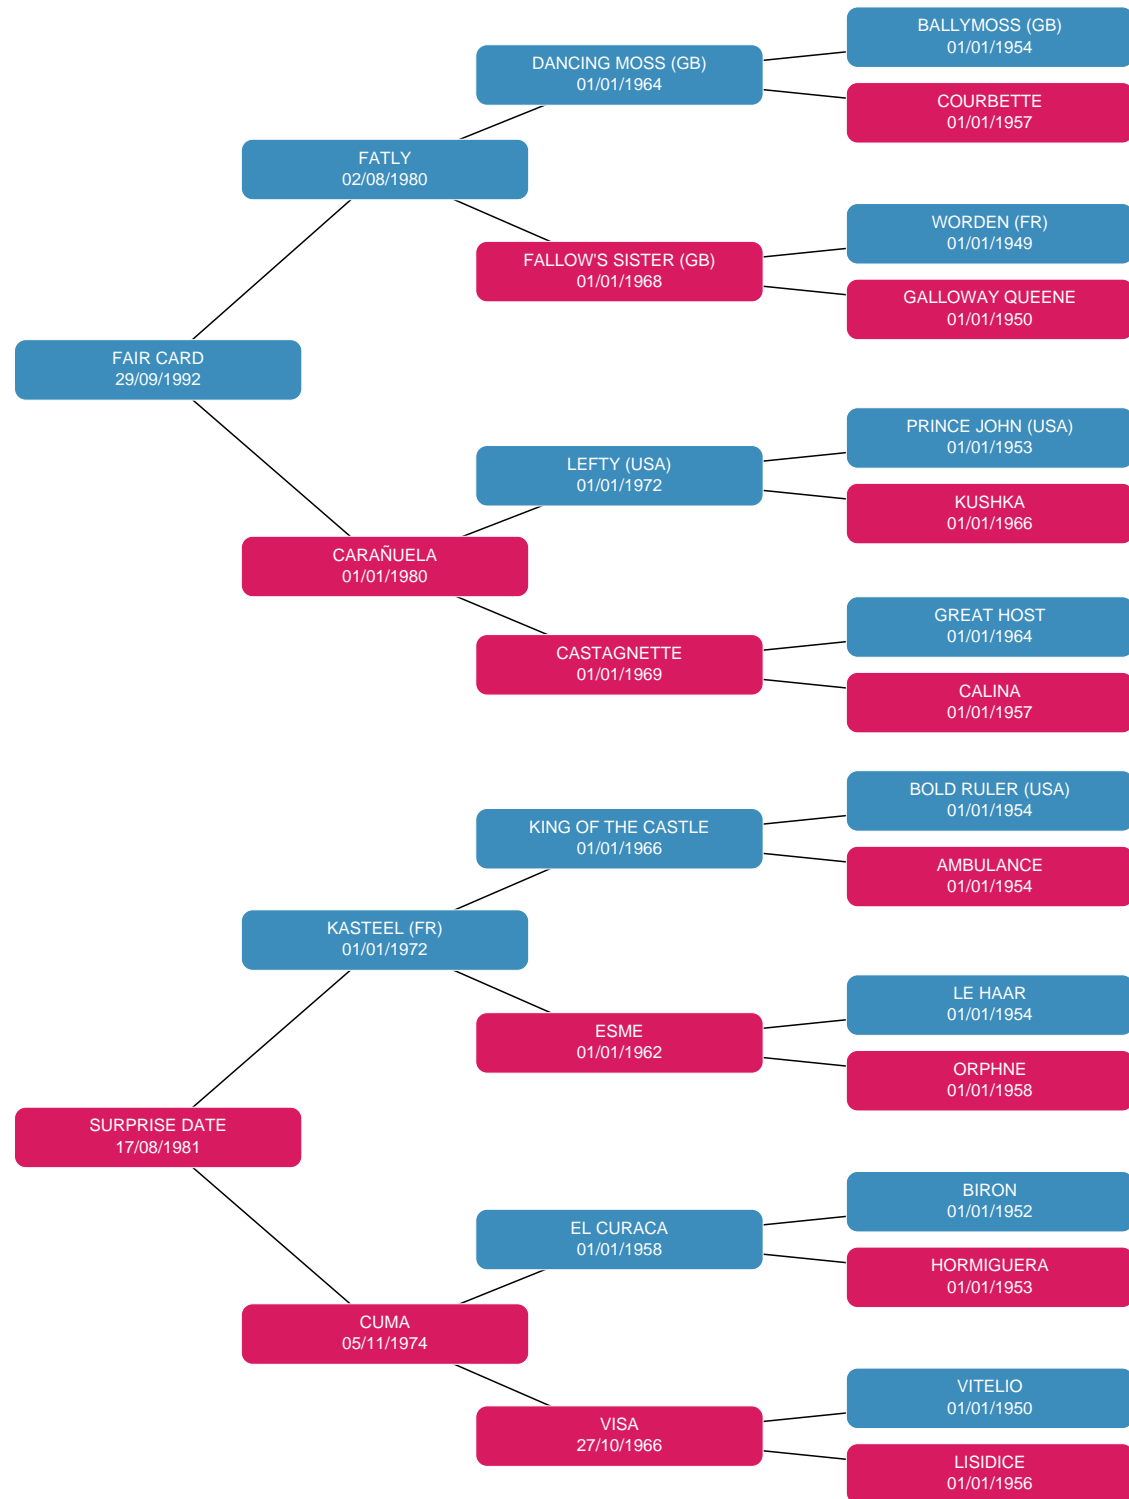 BALLYMOSS (GB)
01/01/1954
DANCING MOSS (GB)
01/01/1964
COURBETTE
01/01/1957
FATLY
02/08/1980
WORDEN (FR)
01/01/1949
FALLOW'S SISTER (GB)
01/01/1968
GALLOWAY QUEENE
01/01/1950
FAIR CARD
29/09/1992
PRINCE JOHN (USA)
01/01/1953
LEFTY (USA)
01/01/1972
KUSHKA
01/01/1966
CARAÑUELA
01/01/1980
GREAT HOST
01/01/1964
CASTAGNETTE
01/01/1969
CALINA
01/01/1957
BOLD RULER (USA)
01/01/1954
KING OF THE CASTLE
01/01/1966
AMBULANCE
01/01/1954
KASTEEL (FR)
01/01/1972
LE HAAR
01/01/1954
ESME
01/01/1962
ORPHNE
01/01/1958
SURPRISE DATE
17/08/1981
BIRON
01/01/1952
EL CURACA
01/01/1958
HORMIGUERA
01/01/1953
CUMA
05/11/1974
VITELIO
01/01/1950
VISA
27/10/1966
LISIDICE
01/01/1956